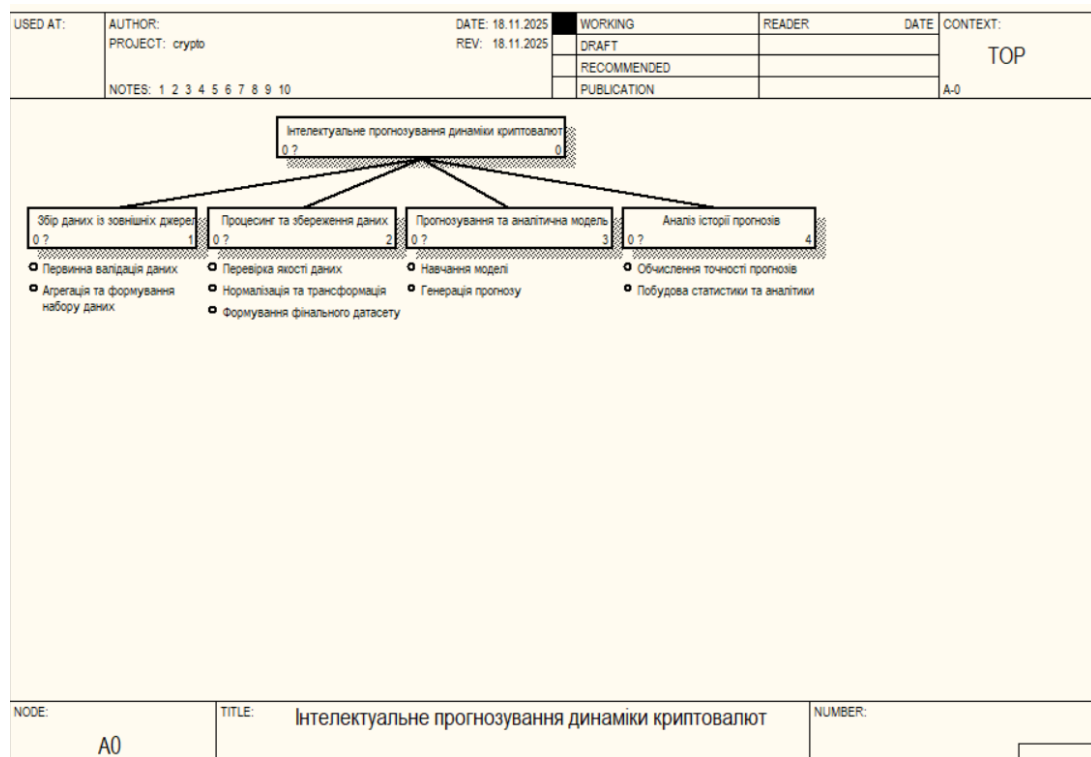 USED AT:
AUTHOR:
DATE: 18.11.2025
WORKING
READER
DATE
CONTEXT:
PROJECT: crypto
REV: 18.11.2025
DRAFT
TOP
RECOMMENDED
NOTES: 1 2 3 4 5 6 7 8 9 10
PUBLICATION
A-0
Інтелектуальне прогнозування динаміки криптовалют
0 ?
0
Збір даних із зовнішніх джерел
0 ?
1
Первинна валідація даних
Агрегація та формування
набору даних
Процесинг та збереження даних
0 ?
2
Перевірка якості даних
Нормалізація та трансформація
Формування фінального датасету
Прогнозування та аналітична модель
0 ?
3
Навчання моделі
Генерація прогнозу
Аналіз історії прогнозів
0 ?
4
Обчислення точності прогнозів
Побудова статистики та аналітики
NODE:
A0
TITLE:
Інтелектуальне прогнозування динаміки криптовалют
NUMBER: